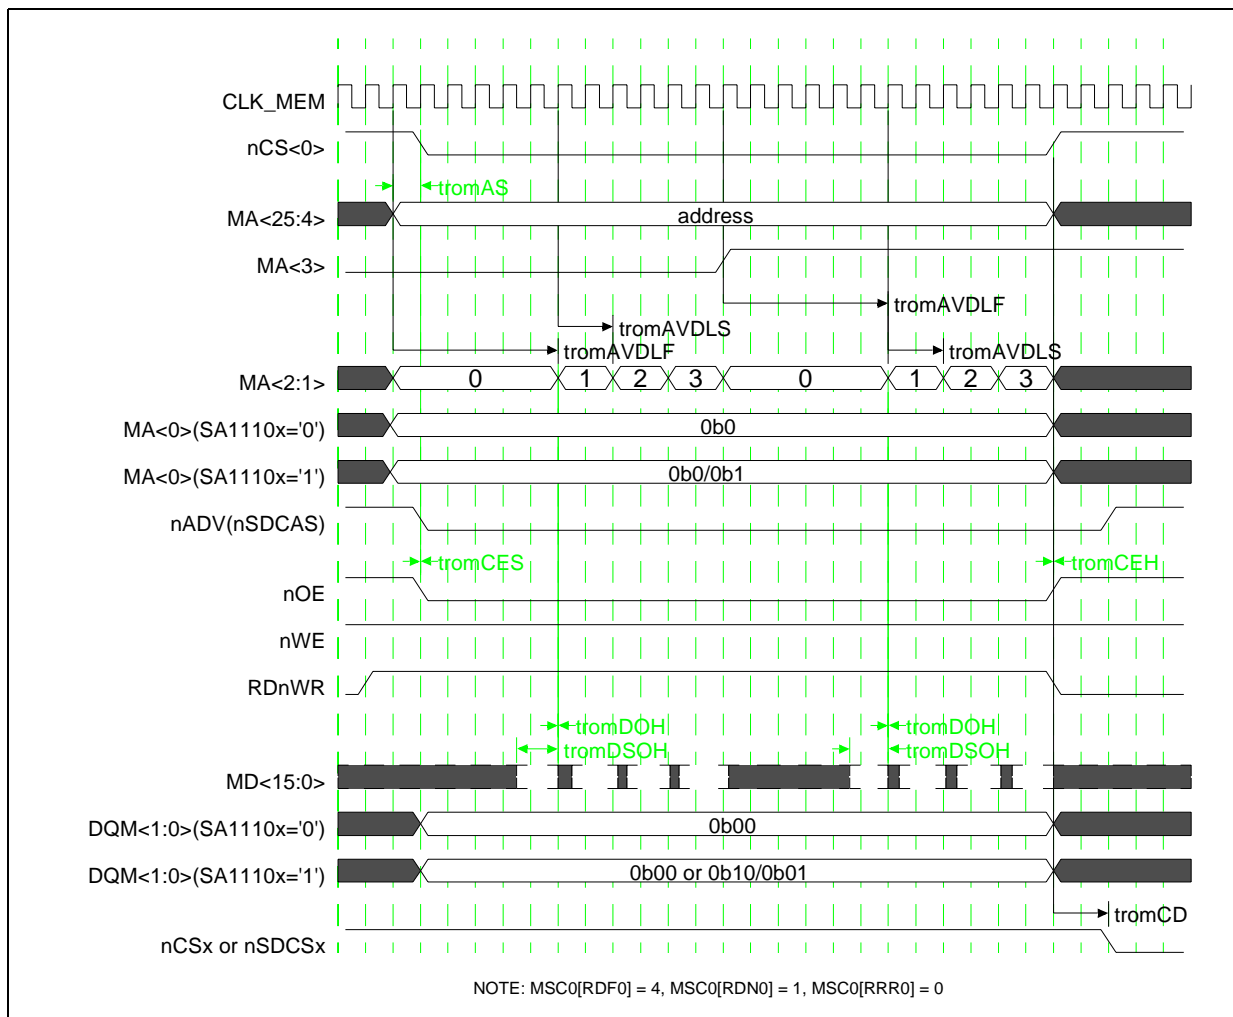 CLK_MEM
nCS<0>
tromAS
MA<25:4>
address
MA<3>
tromAVDLF
tromAVDLS
tromAVDLF
tromAVDLS
MA<2:1>
0 1 2 3 0 1 2 3
MA<0>(SA1110x='0')
0b0
MA<0>(SA1110x='1')
0b0/0b1
nADV(nSDCAS)
tromCES
tromCEH
nOE
nWE
RDnWR
tromDOH
tromDOH
tromDSOH
tromDSOH
MD<15:0>
DQM<1:0>(SA1110x='0')
0b00
DQM<1:0>(SA1110x='1')
0b00 or 0b10/0b01
tromCD
nCSx or nSDCSx
NOTE: MSC0[RDF0] = 4, MSC0[RDN0] = 1, MSC0[RRR0] = 0